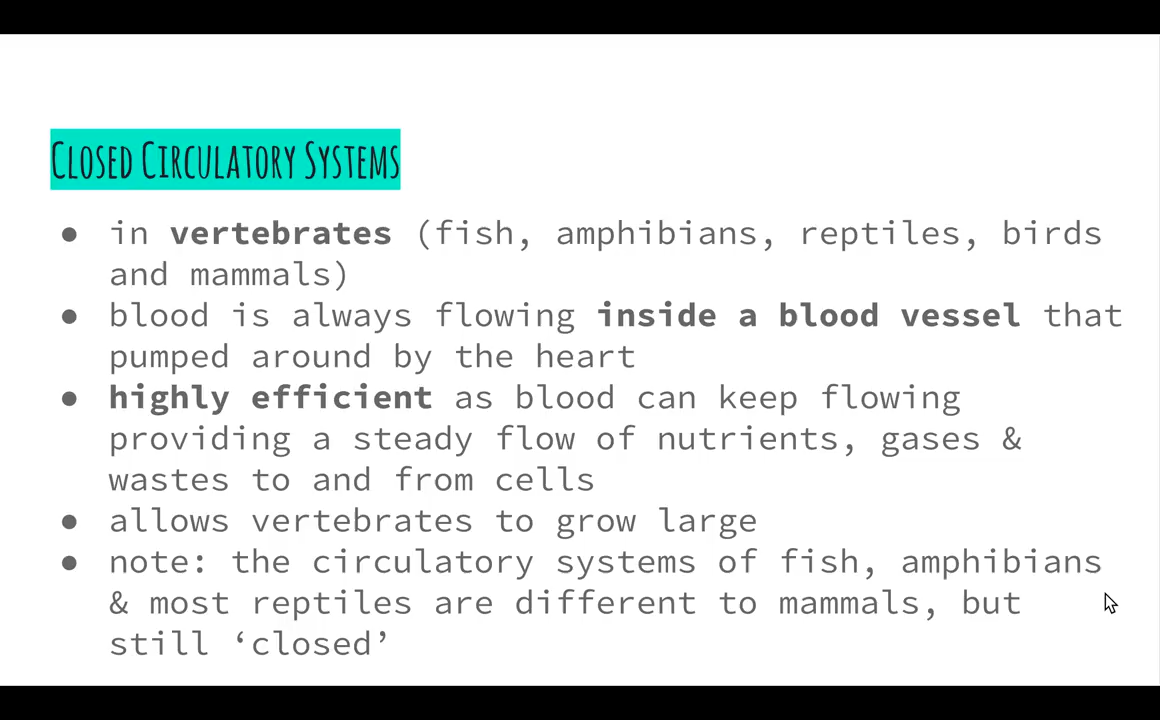 Closed Circulatory Systems
● in vertebrates (fish, amphibians, reptiles, birds
and mammals)
● blood is always flowing inside a blood vessel that
pumped around by the heart
● highly efficient as blood can keep flowing
providing a steady flow of nutrients, gases &
wastes to and from cells
● allows vertebrates to grow large
● note: the circulatory systems of fish, amphibians
& most reptiles are different to mammals, but
still ‘closed’